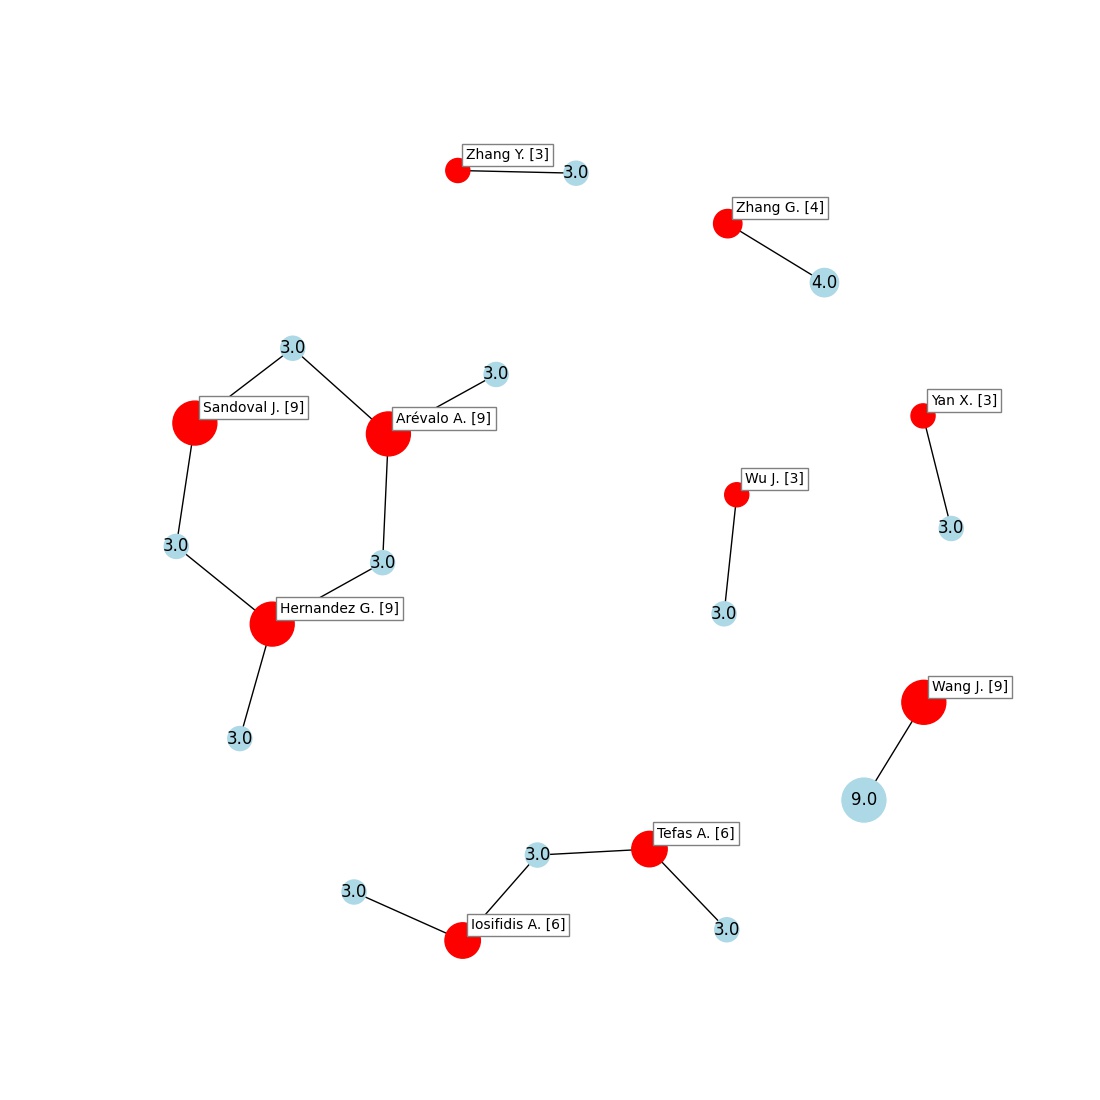 Zhang Y. [3]
3.0
Zhang G. [4]
4.0
3.0
3.0
Sandoval J. [9]
Arévalo A. [9]
Yan X. [3]
Wu J. [3]
3.0
3.0
3.0
Hernandez G. [9]
3.0
Wang J. [9]
3.0
9.0
Tefas A. [6]
3.0
3.0
Iosifidis A. [6]
3.0